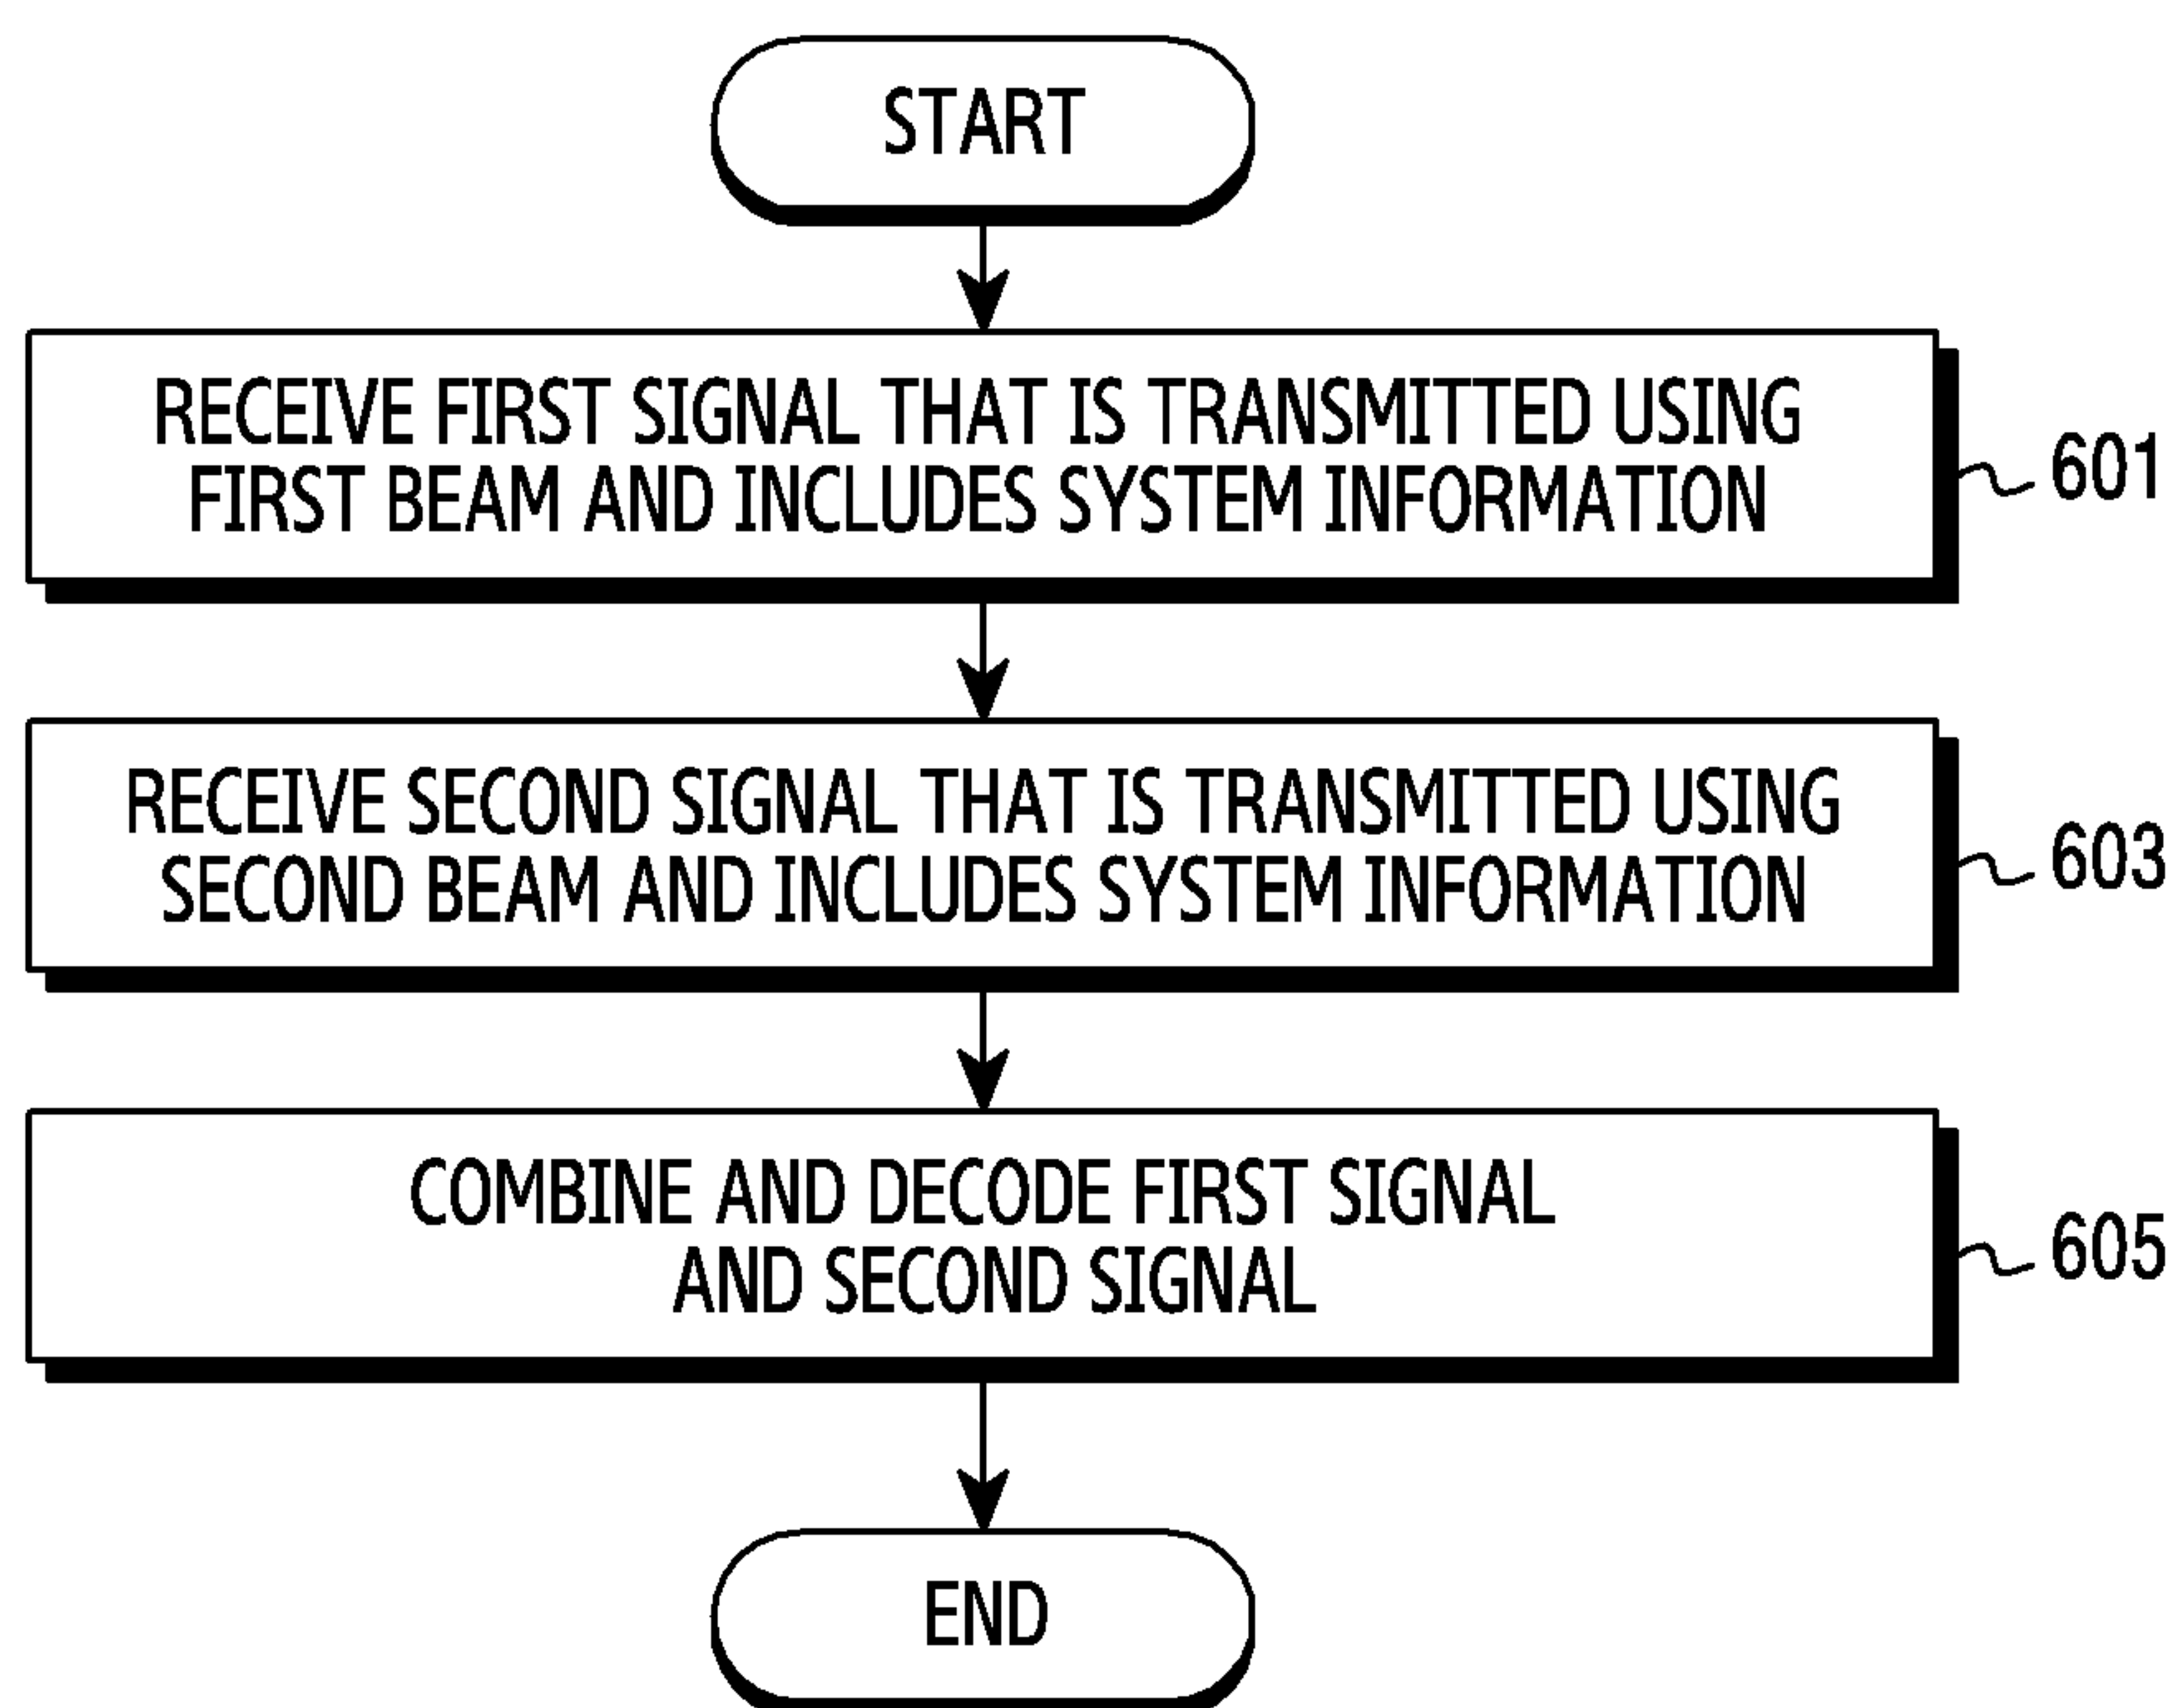 START
RECEIVE FIRST SIGNAL THAT IS TRANSMITTED USING
FIRST BEAM AND INCLUDES SYSTEM INFORMATION
601
RECEIVE SECOND SIGNAL THAT IS TRANSMITTED USING
SECOND BEAM AND INCLUDES SYSTEM INFORMATION
603
COMBINE AND DECODE FIRST SIGNAL
AND SECOND SIGNAL
605
END